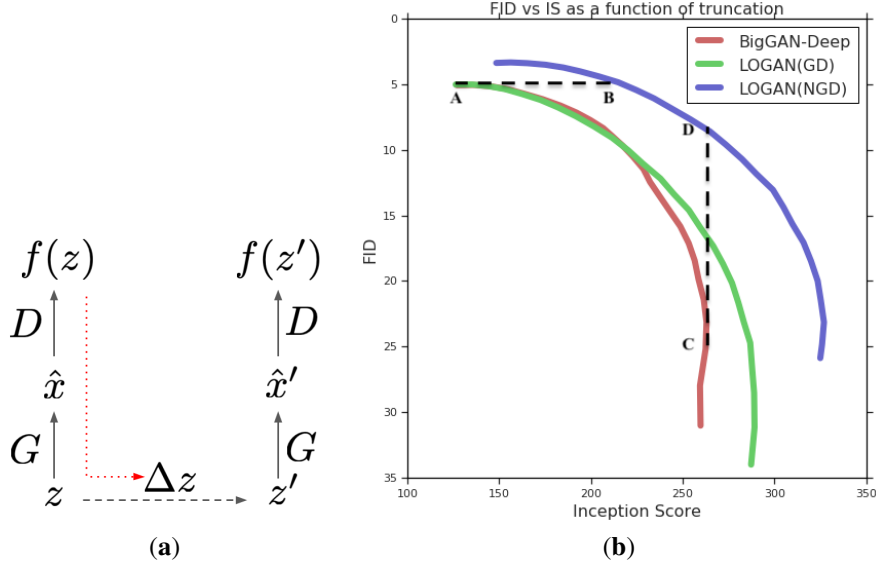 f(z) f(z′)
D D
x̂ x̂′
G G
Δz
z z′
(a)
FID vs IS as a function of truncation
BigGAN-Deep
LOGAN(GD)
LOGAN(NGD)
A
B
D
C
0
5
10
15
20
25
30
35
FID
100 150 200 250 300 350
Inception Score
(b)